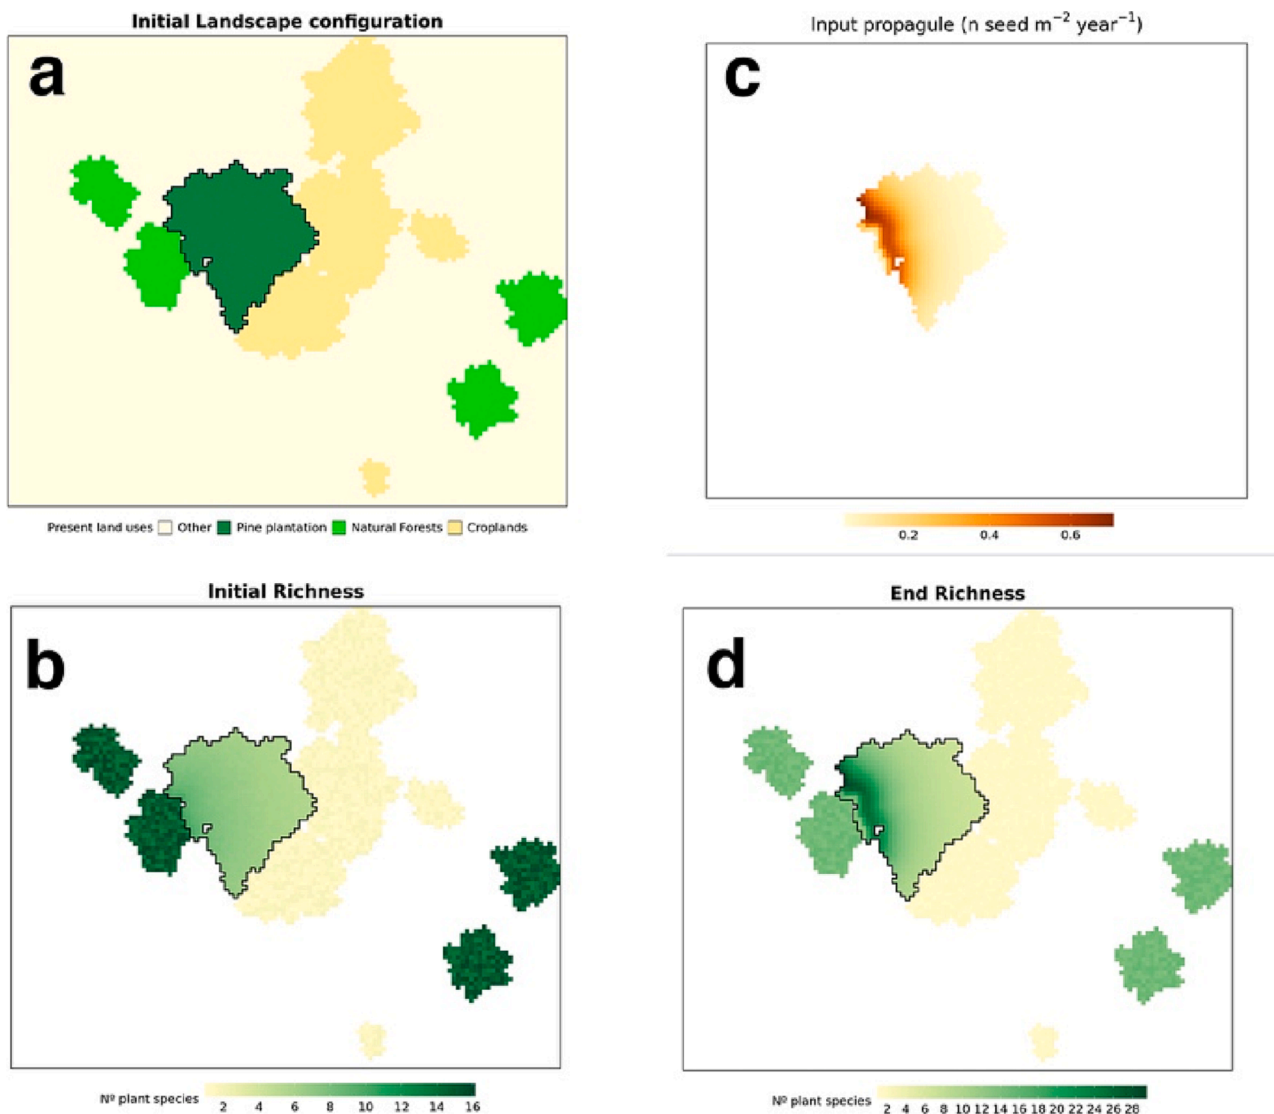 Initial Landscape configuration
a
Present land uses Other Pine plantation Natural Forests Croplands
Input propagule (n seed m⁻² year⁻¹)
c
0.2 0.4 0.6
Initial Richness
b
Nº plant species 2 4 6 8 10 12 14 16
End Richness
d
Nº plant species 2 4 6 8 10 12 14 16 18 20 22 24 26 28